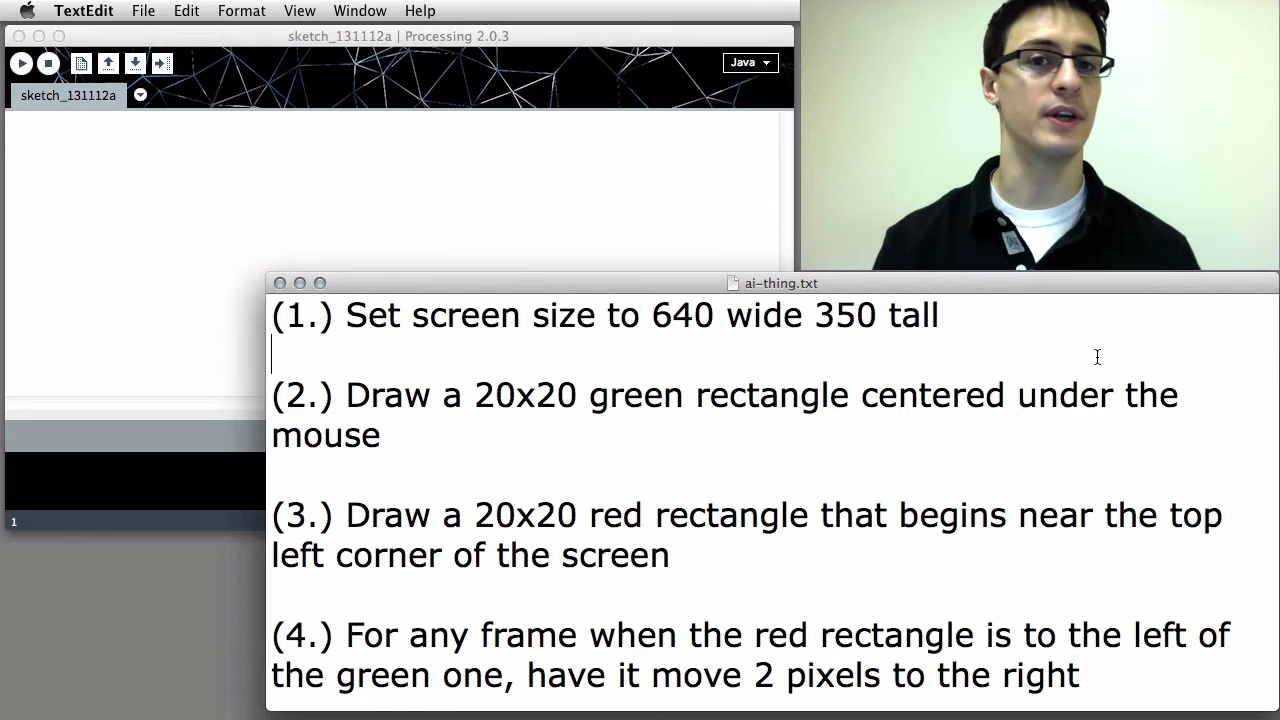 TextEdit File Edit Format View Window Help
sketch_131112a | Processing 2.0.3
Java
sketch_131112a
ai-thing.txt
(1.) Set screen size to 640 wide 350 tall
(2.) Draw a 20x20 green rectangle centered under the
mouse
(3.) Draw a 20x20 red rectangle that begins near the top
left corner of the screen
(4.) For any frame when the red rectangle is to the left of
the green one, have it move 2 pixels to the right
1